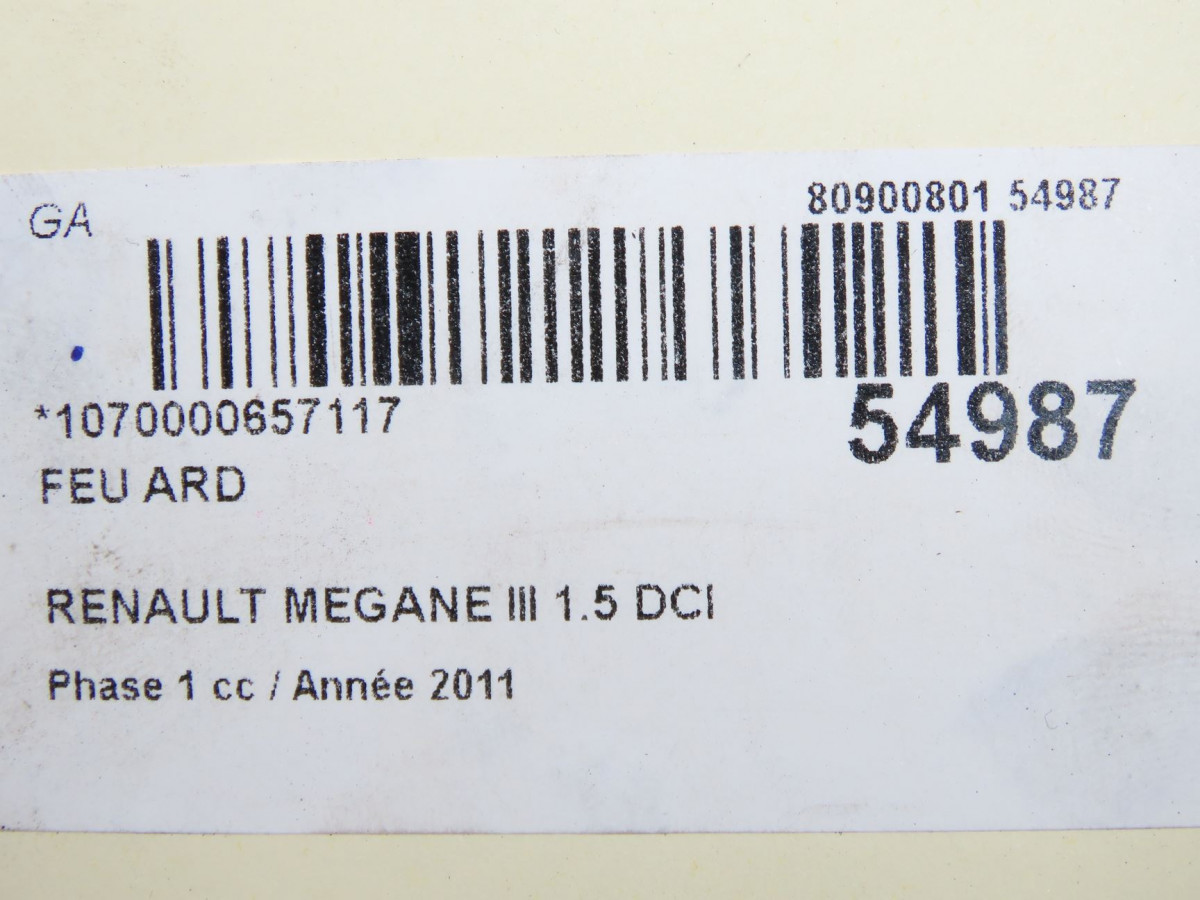 GA
80900801 54987
*1070000657117
54987
FEU ARD
RENAULT MEGANE III 1.5 DCI
Phase 1 cc / Année 2011